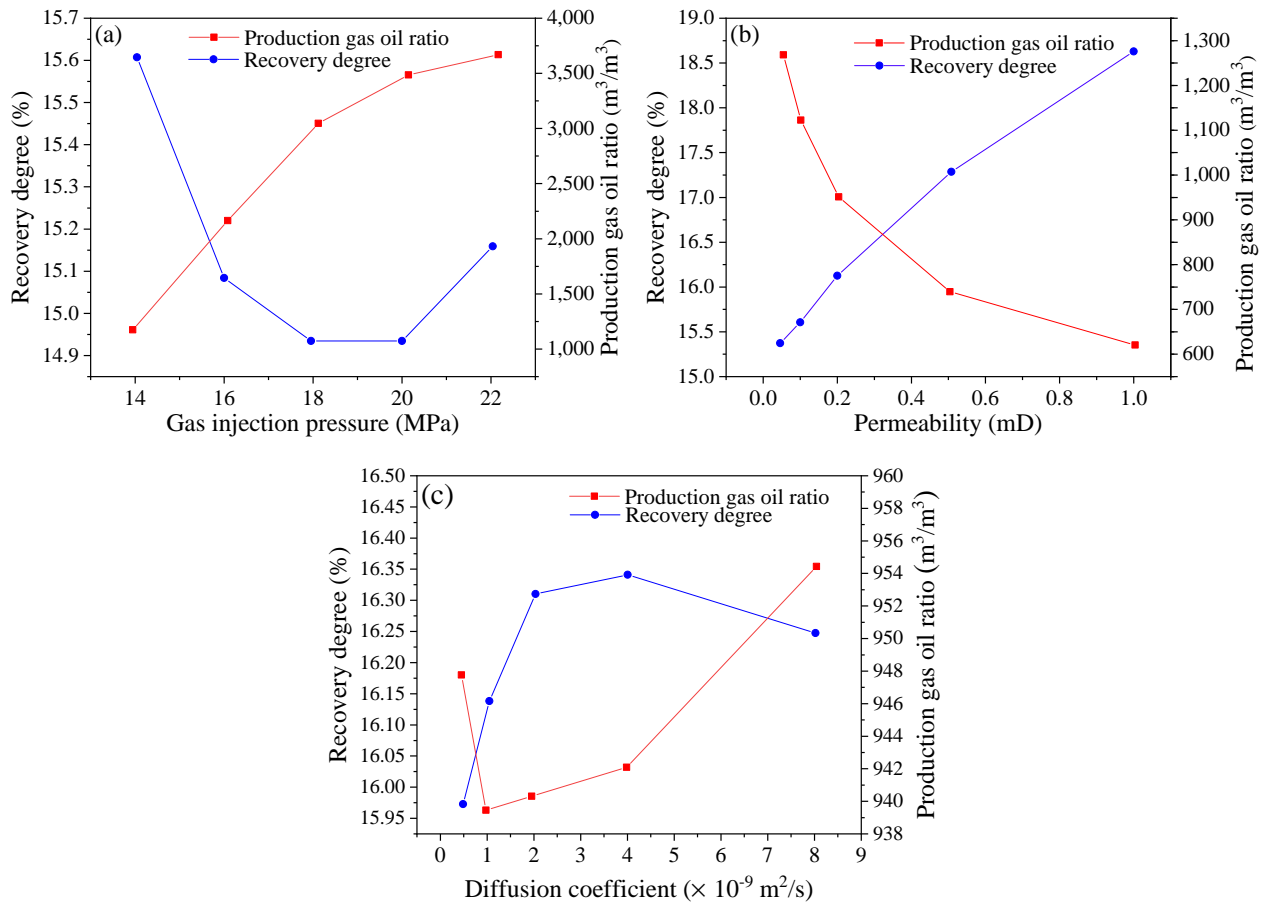 (a)
Production gas oil ratio
Recovery degree
15.7
15.6
15.5
15.4
15.3
15.2
15.1
15.0
14.9
Recovery degree (%)
4,000
3,500
3,000
2,500
2,000
1,500
1,000
Production gas oil ratio (m³/m³)
14 16 18 20 22
Gas injection pressure (MPa)
(b)
Production gas oil ratio
Recovery degree
19.0
18.5
18.0
17.5
17.0
16.5
16.0
15.5
15.0
Recovery degree (%)
1,300
1,200
1,100
1,000
900
800
700
600
Production gas oil ratio (m³/m³)
0.0 0.2 0.4 0.6 0.8 1.0
Permeability (mD)
(c)
Production gas oil ratio
Recovery degree
16.50
16.45
16.40
16.35
16.30
16.25
16.20
16.15
16.10
16.05
16.00
15.95
Recovery degree (%)
960
958
956
954
952
950
948
946
944
942
940
938
Production gas oil ratio (m³/m³)
0 1 2 3 4 5 6 7 8 9
Diffusion coefficient (× 10⁻⁹ m²/s)